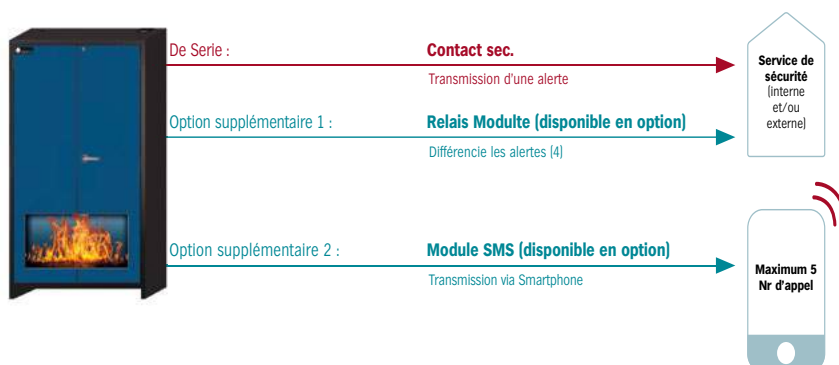 De Serie :
Contact sec.
Transmission d'une alerte
Service de
sécurité
(interne
et/ou
externe)
Option supplémentaire 1 :
Relais Modulte (disponible en option)
Différencie les alertes (4)
Option supplémentaire 2 :
Module SMS (disponible en option)
Transmission via Smartphone
Maximum 5
Nr d'appel